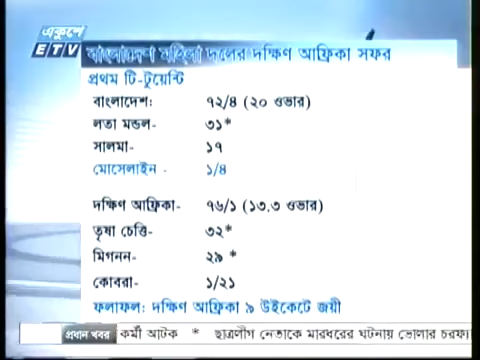 একুশে
ETV
বাংলাদেশ মহিলা দলের দক্ষিণ আফ্রিকা সফর
প্রথম টি-টুয়েন্টি
বাংলাদেশ: ৭২/৪ (২০ ওভার)
লতা মন্ডল- ৩১*
সালমা- ১৭
মোসেলাইন - ১/৪
দক্ষিণ আফ্রিকা- ৭৬/১ (১৩.৩ ওভার)
তৃষা চেত্তি- ৩২*
মিগনন- ২৯ *
কোবরা- ১/২১
ফলাফল: দক্ষিণ আফ্রিকা ৯ উইকেটে জয়ী
প্রধান খবর কর্মী আটক * ছাত্রলীগ নেতাকে মারধরের ঘটনায় ভোলার চরফ্যা